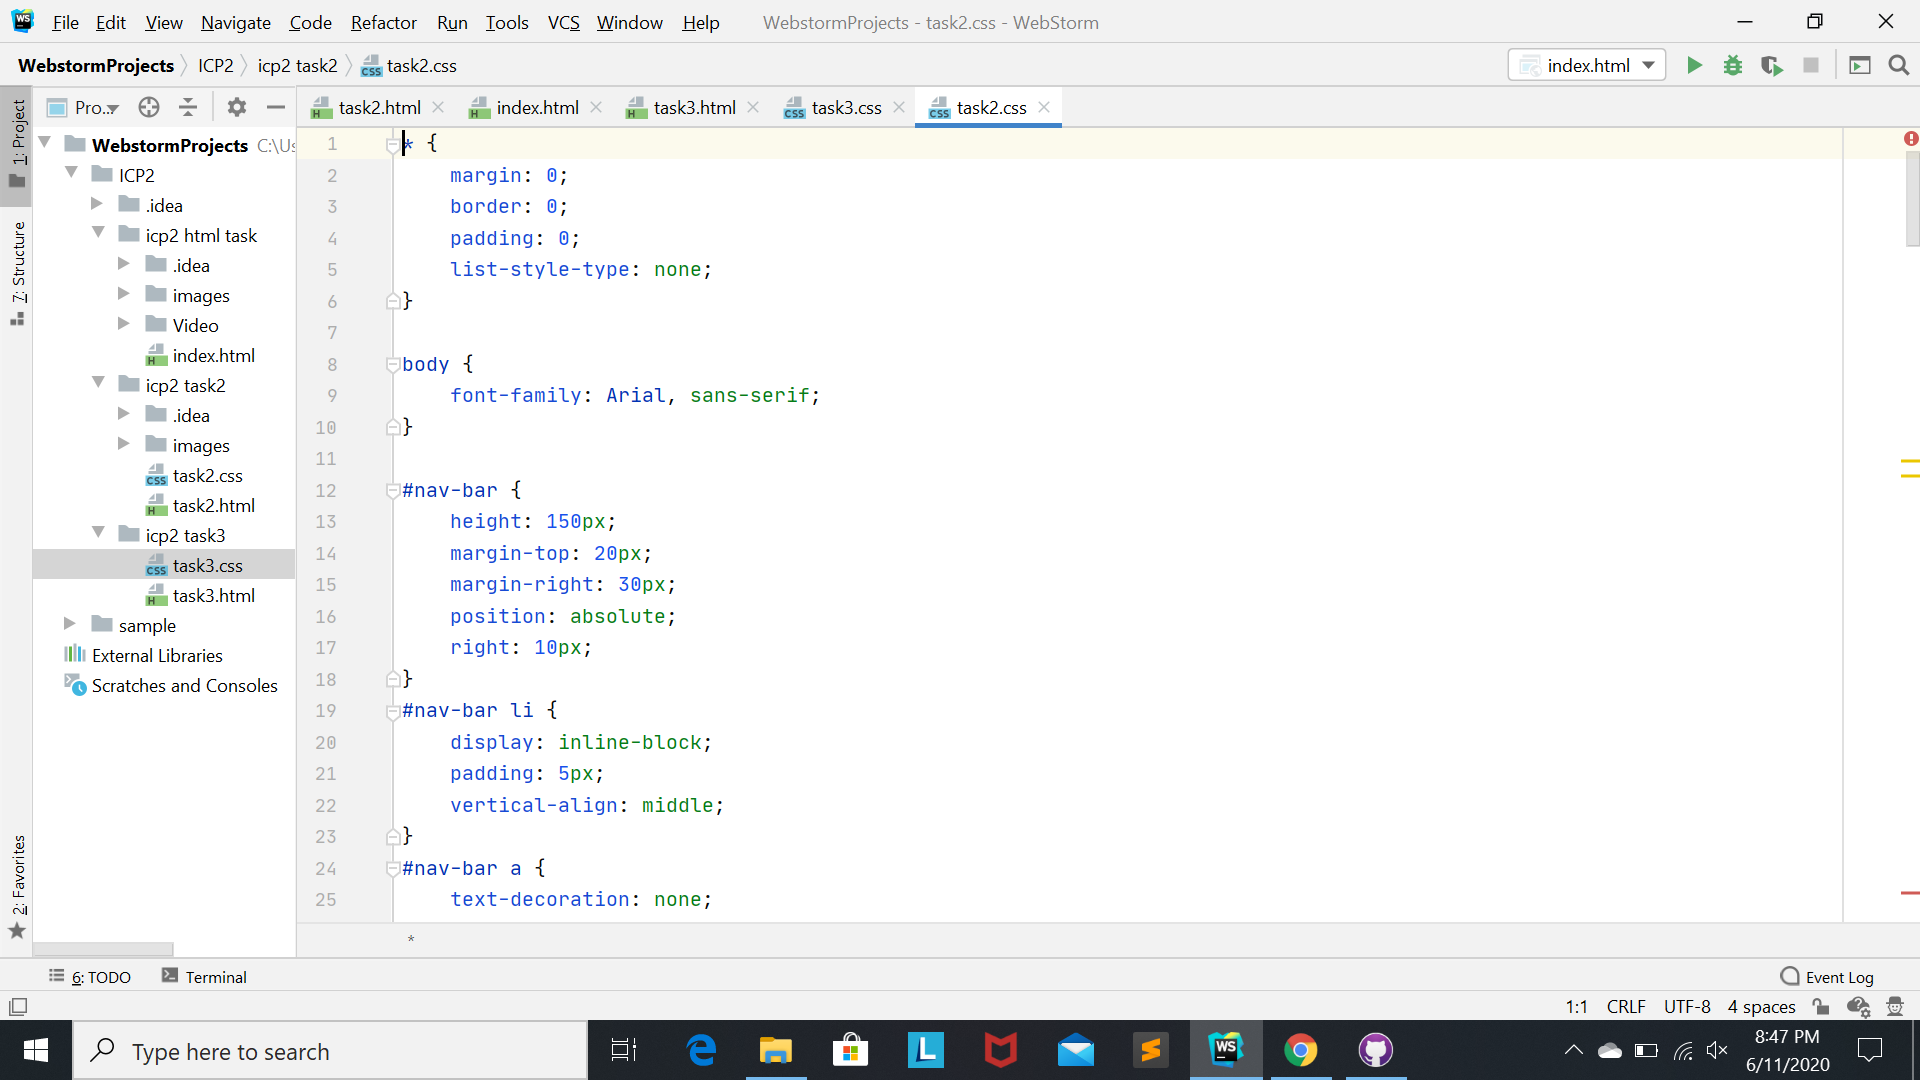 File Edit View Navigate Code Refactor Run Tools VCS Window Help WebstormProjects - task2.css - WebStorm
WebstormProjects ICP2 icp2 task2 task2.css index.html
Pro... task2.html index.html task3.html task3.css task2.css
1: Project
7: Structure
2: Favorites
WebstormProjects C:\Us
ICP2
.idea
icp2 html task
.idea
images
Video
index.html
icp2 task2
.idea
images
task2.css
task2.html
icp2 task3
task3.css
task3.html
sample
External Libraries
Scratches and Consoles
1 * {
2 margin: 0;
3 border: 0;
4 padding: 0;
5 list-style-type: none;
6 }
7
8 body {
9 font-family: Arial, sans-serif;
10 }
11
12 #nav-bar {
13 height: 150px;
14 margin-top: 20px;
15 margin-right: 30px;
16 position: absolute;
17 right: 10px;
18 }
19 #nav-bar li {
20 display: inline-block;
21 padding: 5px;
22 vertical-align: middle;
23 }
24 #nav-bar a {
25 text-decoration: none;
*
6: TODO Terminal Event Log
1:1 CRLF UTF-8 4 spaces
Type here to search
8:47 PM
6/11/2020